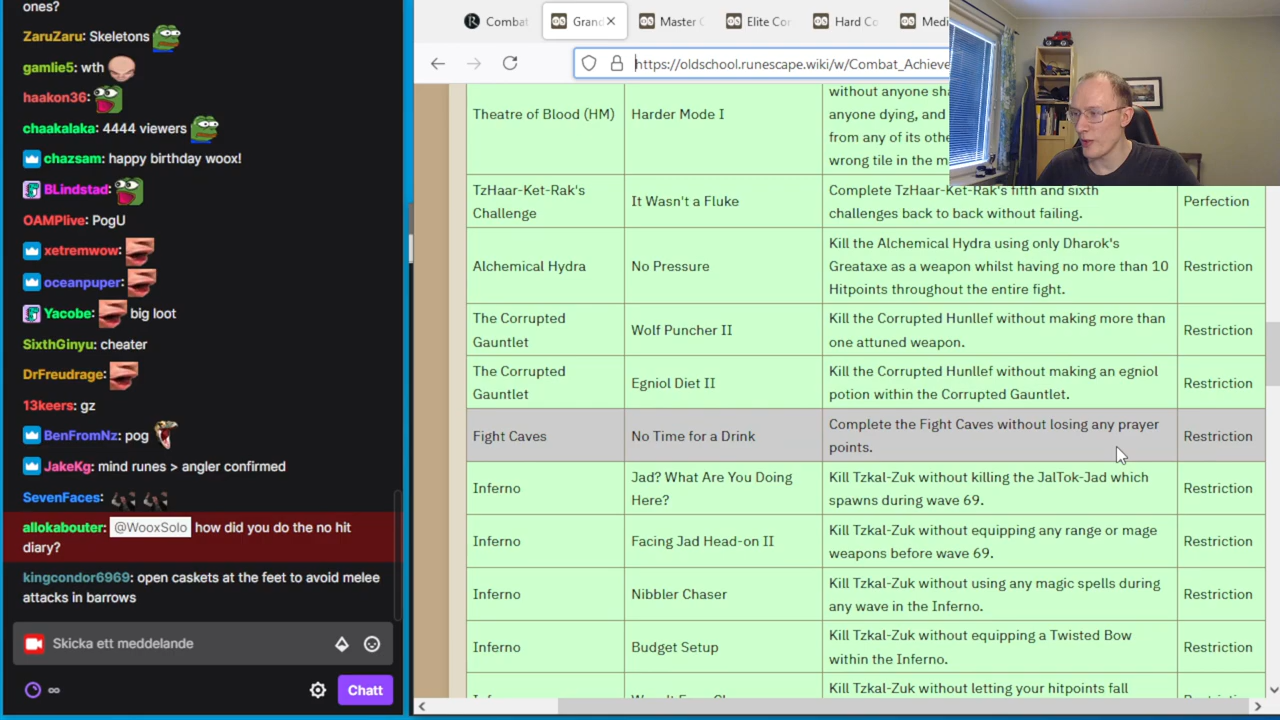 ones?
ZaruZaru: Skeletons
gamlie5: wth
haakon36:
chaakalaka: 4444 viewers
chazsam: happy birthday woox!
BLindstad:
OAMPlive: PogU
xetremwow:
oceanpuper:
Yacobe: big loot
SixthGinyu: cheater
DrFreudrage:
13keers: gz
BenFromNz: pog
JakeKg: mind runes > angler confirmed
SevenFaces:
allokabouter: @WooxSolo how did you do the no hit
diary?
kingcondor6969: open caskets at the feet to avoid melee
attacks in barrows
Skicka ett meddelande
∞
Chatt
Combat
Gran
Master
Elite Co
Hard Co
Medi
https://oldschool.runescape.wiki/w/Combat_Achieve
Theatre of Blood (HM)
Harder Mode I
without anyone sha
anyone dying, and
from any of its othe
wrong tile in the m
TzHaar-Ket-Rak's
Challenge
It Wasn't a Fluke
Complete TzHaar-Ket-Rak's fifth and sixth
challenges back to back without failing.
Perfection
Alchemical Hydra
No Pressure
Kill the Alchemical Hydra using only Dharok's
Greataxe as a weapon whilst having no more than 10
Hitpoints throughout the entire fight.
Restriction
The Corrupted
Gauntlet
Wolf Puncher II
Kill the Corrupted Hunllef without making more than
one attuned weapon.
Restriction
The Corrupted
Gauntlet
Egniol Diet II
Kill the Corrupted Hunllef without making an egniol
potion within the Corrupted Gauntlet.
Restriction
Fight Caves
No Time for a Drink
Complete the Fight Caves without losing any prayer
points.
Restriction
Inferno
Jad? What Are You Doing
Here?
Kill Tzkal-Zuk without killing the JalTok-Jad which
spawns during wave 69.
Restriction
Inferno
Facing Jad Head-on II
Kill Tzkal-Zuk without equipping any range or mage
weapons before wave 69.
Restriction
Inferno
Nibbler Chaser
Kill Tzkal-Zuk without using any magic spells during
any wave in the Inferno.
Restriction
Inferno
Budget Setup
Kill Tzkal-Zuk without equipping a Twisted Bow
within the Inferno.
Restriction
Kill Tzkal-Zuk without letting your hitpoints fall